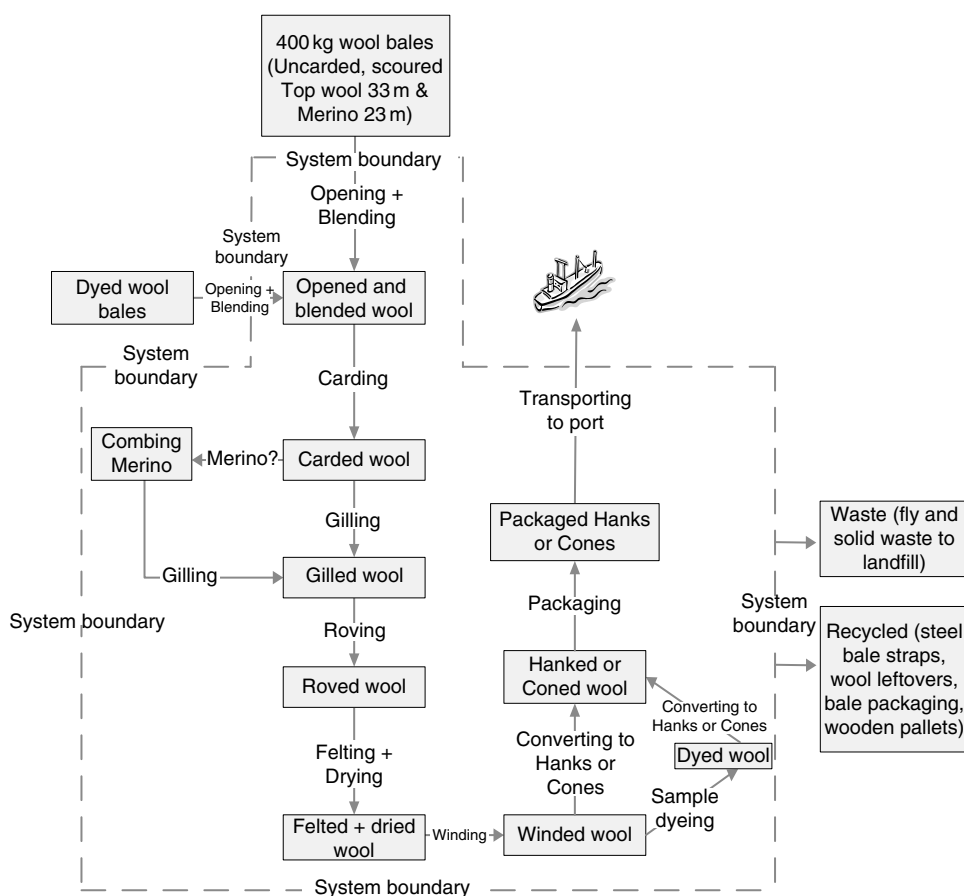 400 kg wool bales
(Uncarded, scoured
Top wool 33 m &
Merino 23 m)
System boundary
Opening +
Blending
System
boundary
Dyed wool
bales
Opening +
Blending
Opened and
blended wool
System
boundary
Carding
Transporting
to port
Combing
Merino
Merino?
Carded wool
Gilling
Packaged Hanks
or Cones
Waste (fly and
solid waste to
landfill)
Gilling
Gilled wool
System boundary
Packaging
System
boundary
Roving
Recycled (steel
bale straps,
wool leftovers,
bale packaging,
wooden pallets)
Roved wool
Hanked or
Coned wool
Converting to
Hanks or Cones
Felting +
Drying
Converting to
Hanks or
Cones
Dyed wool
Sample
dyeing
Felted + dried
wool
Winding
Winded wool
System boundary